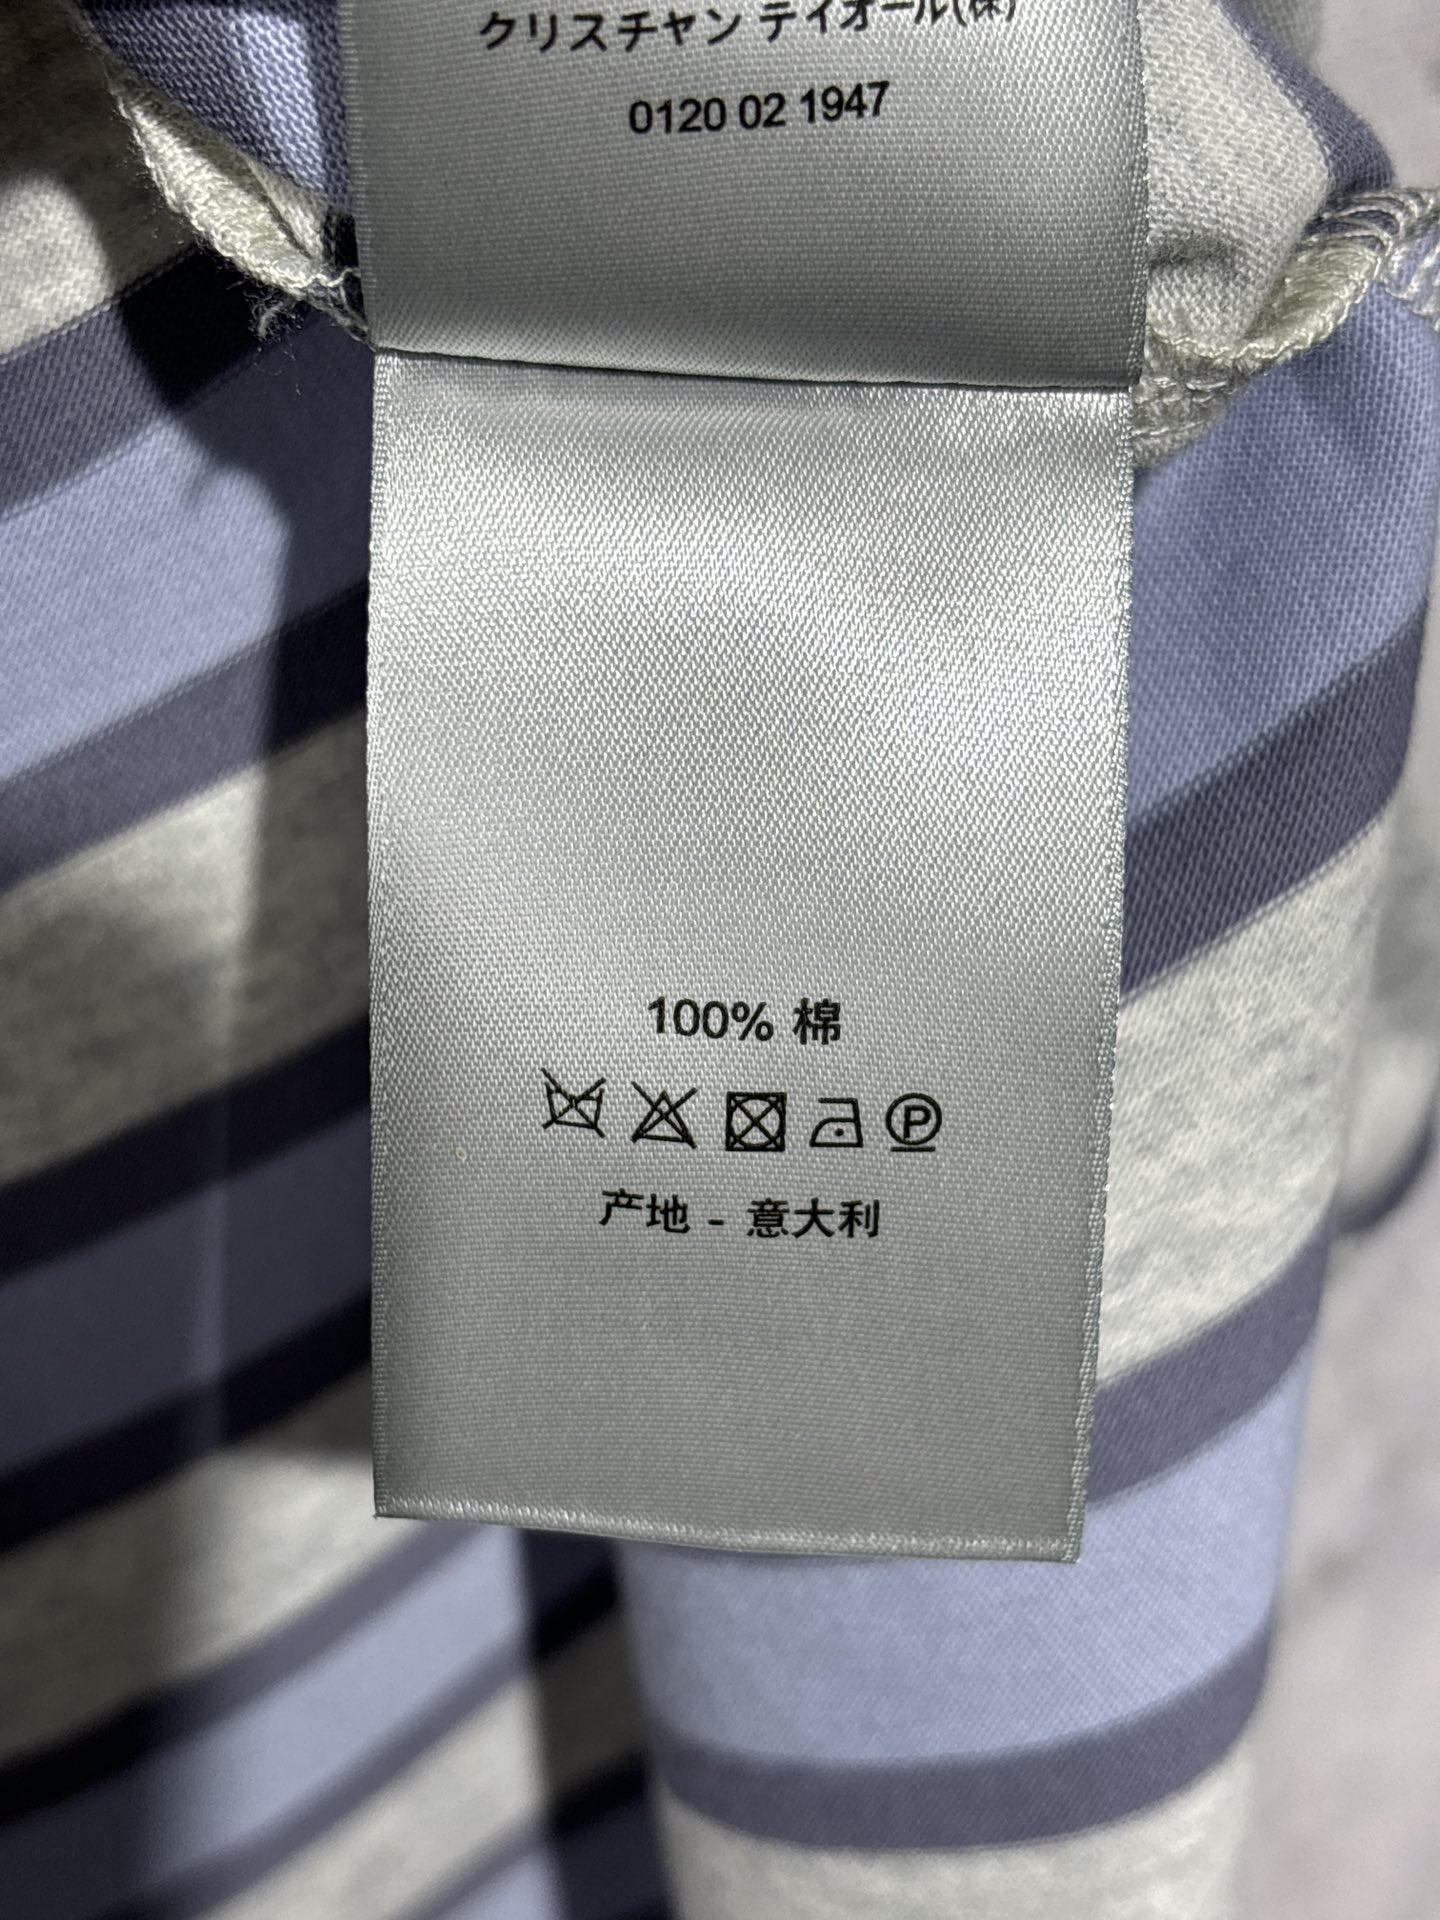 クリスチャン ディオール(株)
0120 02 1947
100% 棉
P
产地 - 意大利